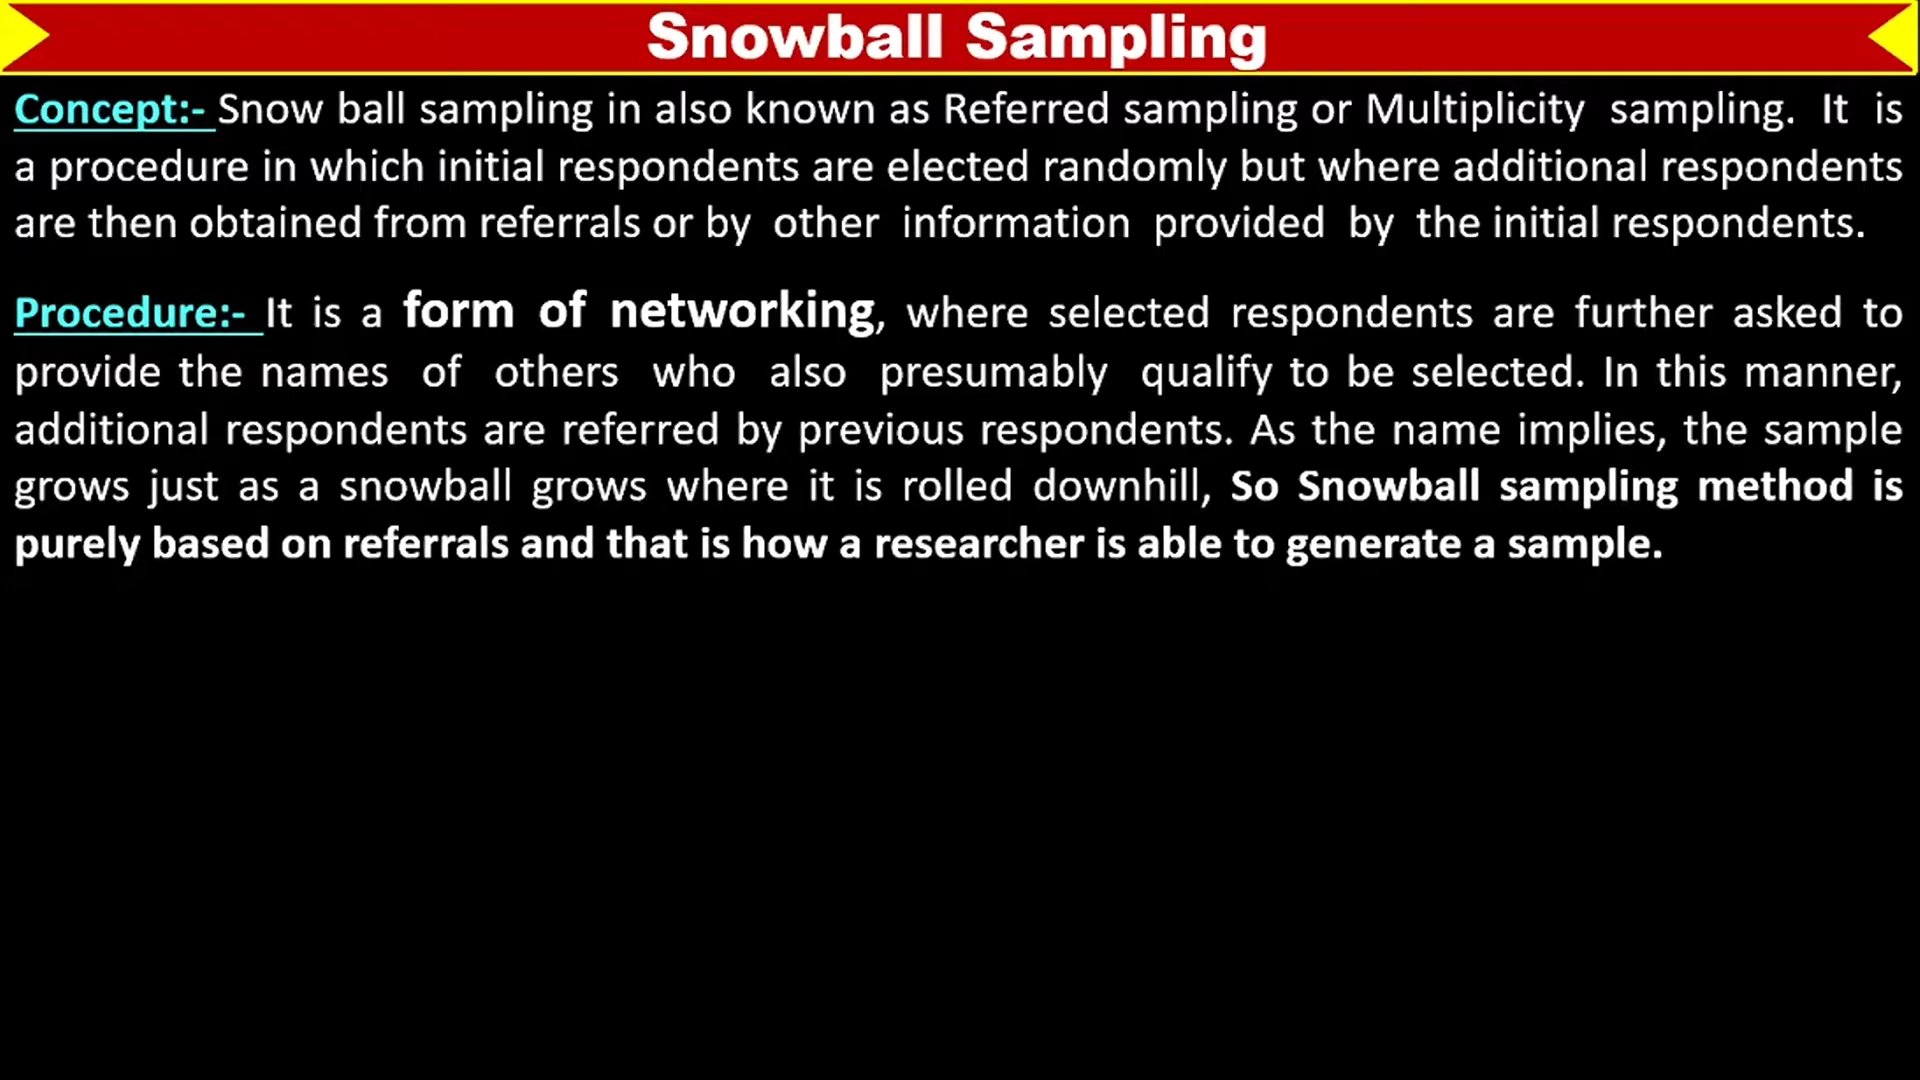 Snowball Sampling
Concept:- Snow ball sampling in also known as Referred sampling or Multiplicity sampling. It is
a procedure in which initial respondents are elected randomly but where additional respondents
are then obtained from referrals or by other information provided by the initial respondents.
Procedure:- It is a form of networking, where selected respondents are further asked to
provide the names of others who also presumably qualify to be selected. In this manner,
additional respondents are referred by previous respondents. As the name implies, the sample
grows just as a snowball grows where it is rolled downhill, So Snowball sampling method is
purely based on referrals and that is how a researcher is able to generate a sample.